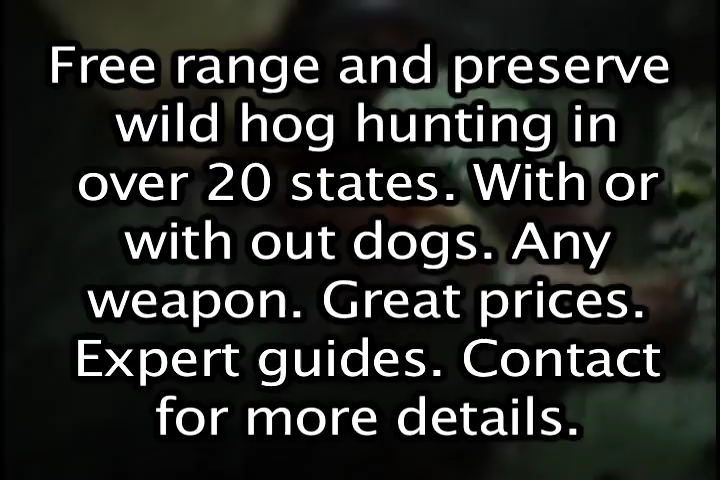 Free range and preserve
wild hog hunting in
over 20 states. With or
with out dogs. Any
weapon. Great prices.
Expert guides. Contact
for more details.